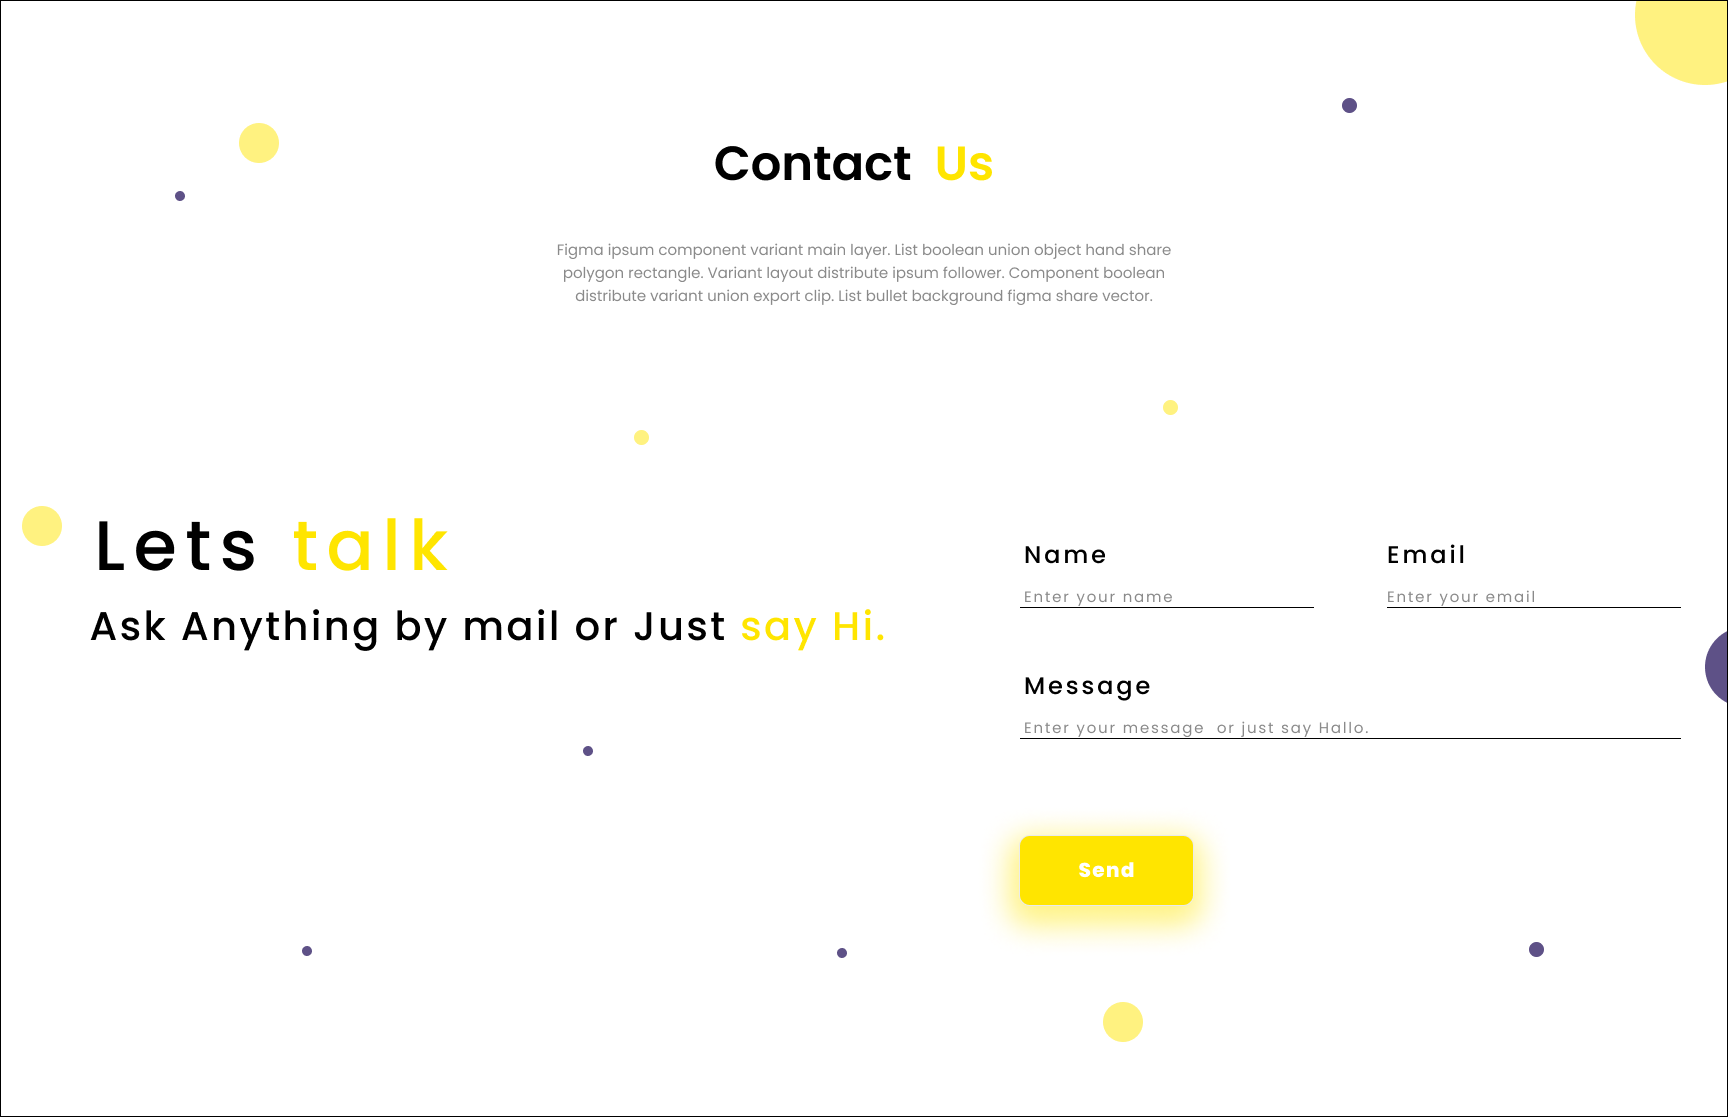 Contact Us
Figma ipsum component variant main layer. List boolean union object hand share
polygon rectangle. Variant layout distribute ipsum follower. Component boolean
distribute variant union export clip. List bullet background figma share vector.
Lets talk
Ask Anything by mail or Just say Hi.
Name
Enter your name
Email
Enter your email
Message
Enter your message  or just say Hallo.
Send